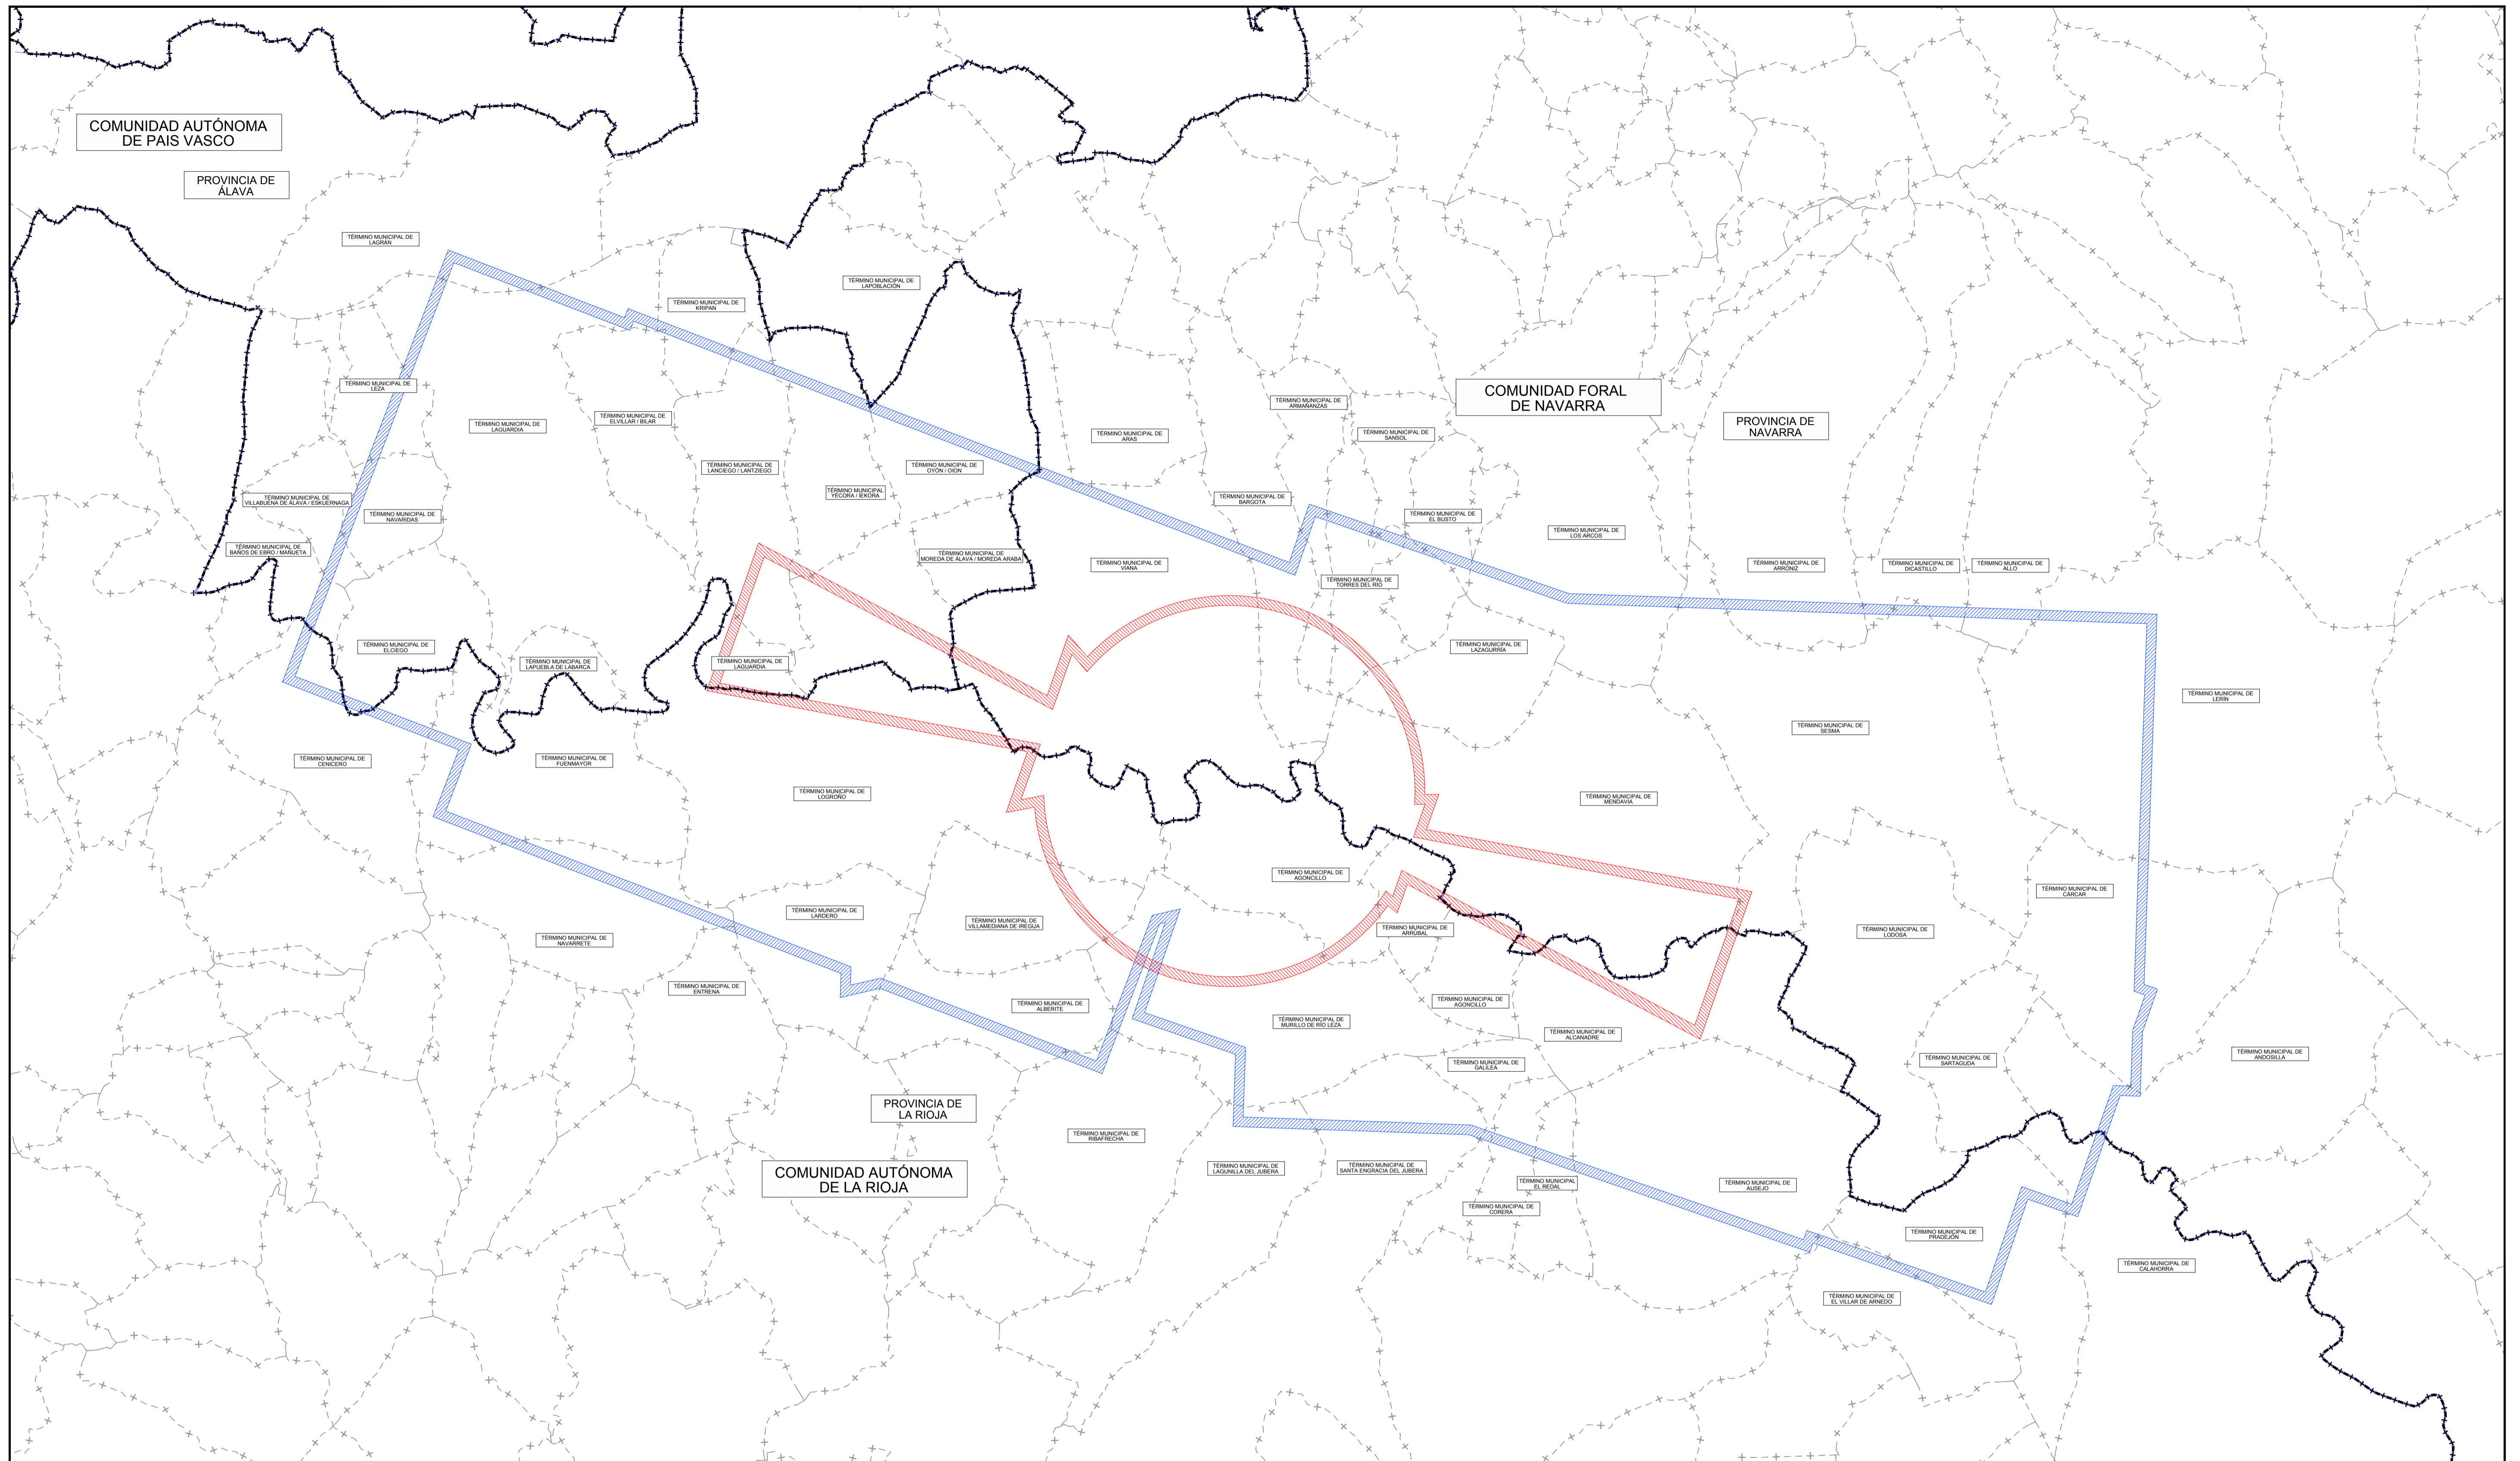 COMUNIDAD AUTÓNOMA
DE PAIS VASCO
PROVINCIA DE
ÁLAVA
TÉRMINO MUNICIPAL DE
LAGRÁN
TÉRMINO MUNICIPAL DE
LAPOBLACIÓN
TÉRMINO MUNICIPAL DE
KRIPAN
TÉRMINO MUNICIPAL DE
LEZA
TÉRMINO MUNICIPAL DE
LAGUARDIA
TÉRMINO MUNICIPAL DE
ELVILLAR / BILAR
TÉRMINO MUNICIPAL DE
ARMAÑANZAS
COMUNIDAD FORAL
DE NAVARRA
PROVINCIA DE
NAVARRA
TÉRMINO MUNICIPAL DE
ARAS
TÉRMINO MUNICIPAL DE
SANSOL
TÉRMINO MUNICIPAL DE
LANCIEGO / LANTZIEGO
TÉRMINO MUNICIPAL DE
OYÓN / OION
TÉRMINO MUNICIPAL
YÉCORA / IEKORA
TÉRMINO MUNICIPAL DE
VILLABUENA DE ÁLAVA / ESKUERNAGA
TÉRMINO MUNICIPAL DE
BARGOTA
TÉRMINO MUNICIPAL DE
NAVARIDAS
TÉRMINO MUNICIPAL DE
EL BUSTO
TÉRMINO MUNICIPAL DE
LOS ARCOS
TÉRMINO MUNICIPAL DE
BAÑOS DE EBRO / MAÑUETA
TÉRMINO MUNICIPAL DE
MOREDA DE ÁLAVA / MOREDA ARABA
TÉRMINO MUNICIPAL DE
VIANA
TÉRMINO MUNICIPAL DE
TORRES DEL RÍO
TÉRMINO MUNICIPAL DE
ARRÓNIZ
TÉRMINO MUNICIPAL DE
DICASTILLO
TÉRMINO MUNICIPAL DE
ALLO
TÉRMINO MUNICIPAL DE
ELCIEGO
TÉRMINO MUNICIPAL DE
LAPUEBLA DE LABARCA
TÉRMINO MUNICIPAL DE
LAGUARDIA
TÉRMINO MUNICIPAL DE
LAZAGURRÍA
TÉRMINO MUNICIPAL DE
LERÍN
TÉRMINO MUNICIPAL DE
SESMA
TÉRMINO MUNICIPAL DE
CENICERO
TÉRMINO MUNICIPAL DE
FUENMAYOR
TÉRMINO MUNICIPAL DE
LOGROÑO
TÉRMINO MUNICIPAL DE
MENDAVIA
TÉRMINO MUNICIPAL DE
AGONCILLO
TÉRMINO MUNICIPAL DE
CÁRCAR
TÉRMINO MUNICIPAL DE
LARDERO
TÉRMINO MUNICIPAL DE
VILLAMEDIANA DE IREGUA
TÉRMINO MUNICIPAL DE
ARRÚBAL
TÉRMINO MUNICIPAL DE
LODOSA
TÉRMINO MUNICIPAL DE
NAVARRETE
TÉRMINO MUNICIPAL DE
ENTRENA
TÉRMINO MUNICIPAL DE
ALBERITE
TÉRMINO MUNICIPAL DE
AGONCILLO
TÉRMINO MUNICIPAL DE
MURILLO DE RÍO LEZA
TÉRMINO MUNICIPAL DE
ALCANADRE
TÉRMINO MUNICIPAL DE
GALILEA
TÉRMINO MUNICIPAL DE
SARTAGUDA
TÉRMINO MUNICIPAL DE
ANDOSILLA
PROVINCIA DE
LA RIOJA
TÉRMINO MUNICIPAL DE
RIBAFRECHA
COMUNIDAD AUTÓNOMA
DE LA RIOJA
TÉRMINO MUNICIPAL DE
LAGUNILLA DEL JUBERA
TÉRMINO MUNICIPAL DE
SANTA ENGRACIA DEL JUBERA
TÉRMINO MUNICIPAL
EL REDAL
TÉRMINO MUNICIPAL DE
AUSEJO
TÉRMINO MUNICIPAL DE
CORERA
TÉRMINO MUNICIPAL DE
PRADEJÓN
TÉRMINO MUNICIPAL DE
CALAHORRA
TÉRMINO MUNICIPAL DE
EL VILLAR DE ARNEDO